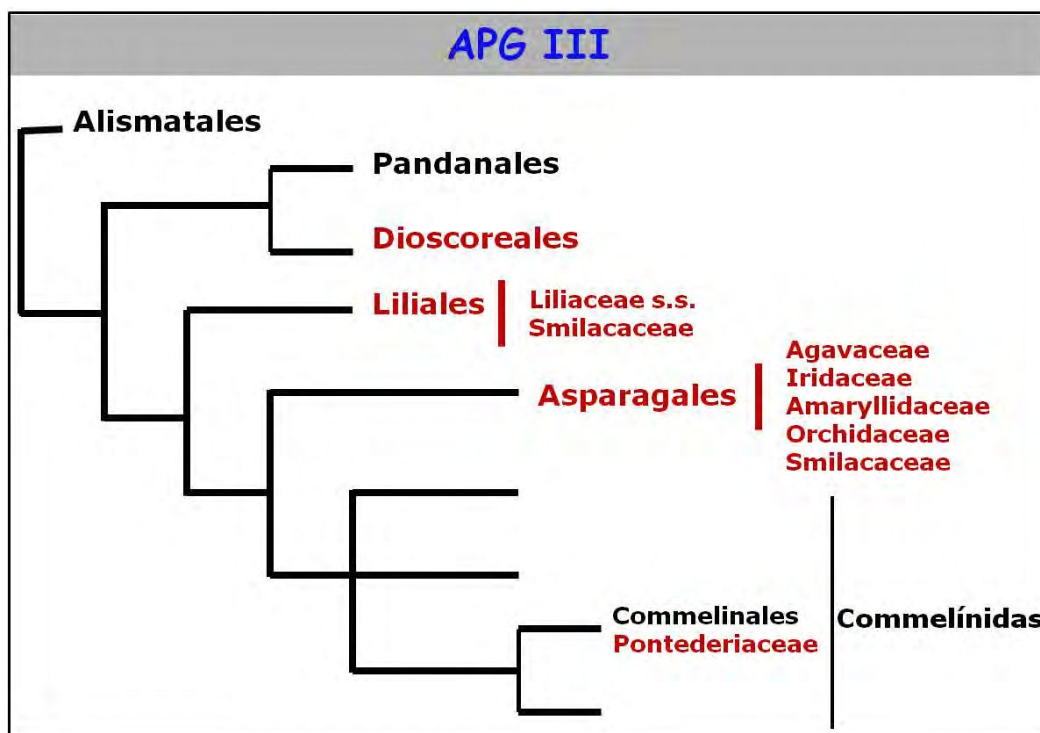 APG III
Alismatales
Pandanales
Dioscoreales
Liliales
Liliaceae s.s.
Smilacaceae
Asparagales
Agavaceae
Iridaceae
Amaryllidaceae
Orchidaceae
Smilacaceae
Commelinales
Pontederiaceae
Commelínidas